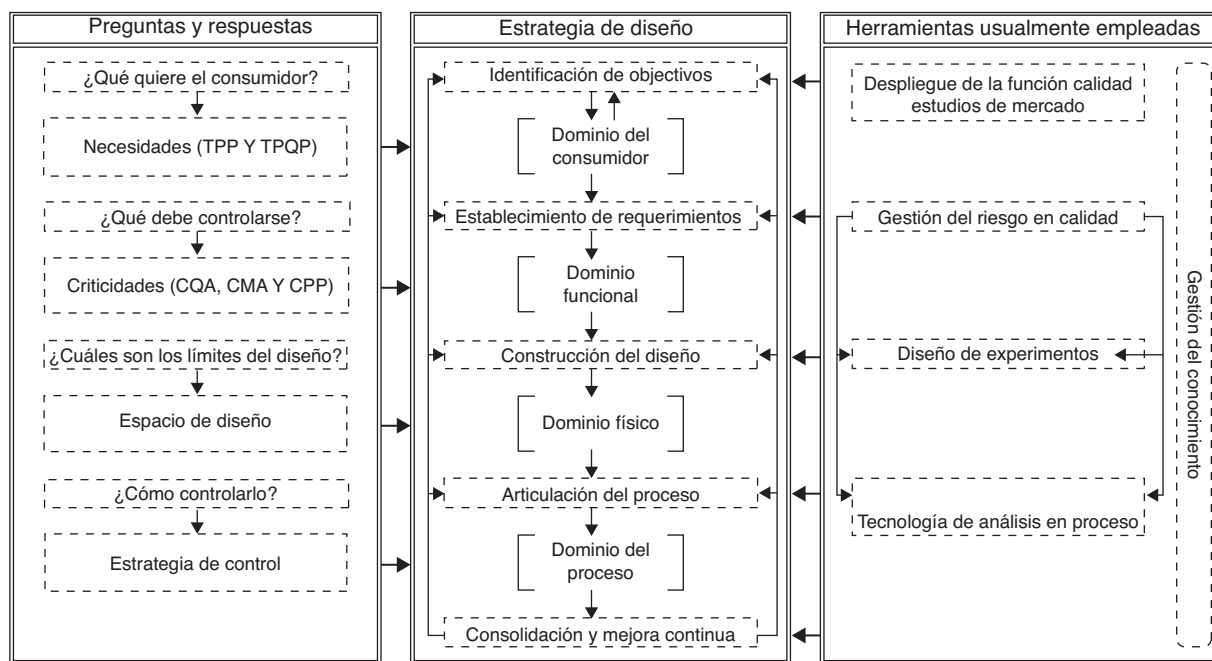 Preguntas y respuestas
¿Qué quiere el consumidor?
Necesidades (TPP Y TPQP)
¿Qué debe controlarse?
Criticidades (CQA, CMA Y CPP)
¿Cuáles son los límites del diseño?
Espacio de diseño
¿Cómo controlarlo?
Estrategia de control
Estrategia de diseño
Identificación de objetivos
Dominio del
consumidor
Establecimiento de requerimientos
Dominio
funcional
Construcción del diseño
Dominio físico
Articulación del proceso
Dominio del
proceso
Consolidación y mejora continua
Herramientas usualmente empleadas
Despliegue de la función calidad
estudios de mercado
Gestión del riesgo en calidad
Diseño de experimentos
Tecnología de análisis en proceso
Gestión del conocimiento